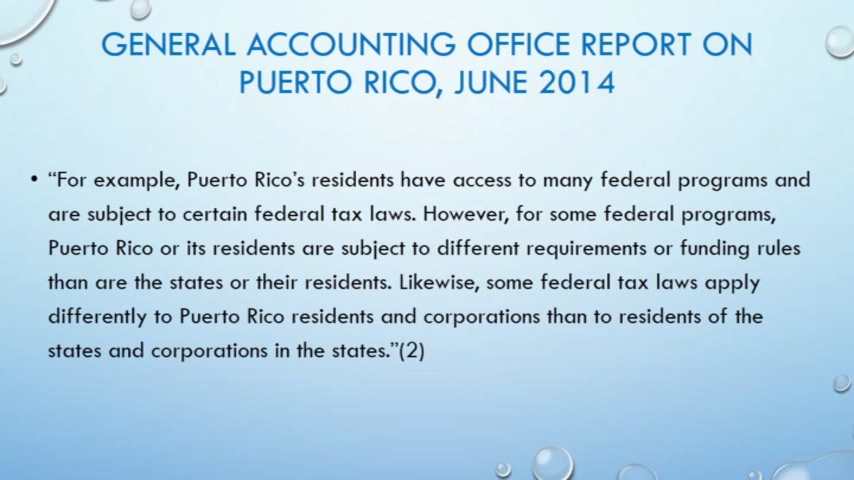 GENERAL ACCOUNTING OFFICE REPORT ON
PUERTO RICO, JUNE 2014
• “For example, Puerto Rico’s residents have access to many federal programs and
are subject to certain federal tax laws. However, for some federal programs,
Puerto Rico or its residents are subject to different requirements or funding rules
than are the states or their residents. Likewise, some federal tax laws apply
differently to Puerto Rico residents and corporations than to residents of the
states and corporations in the states.”(2)